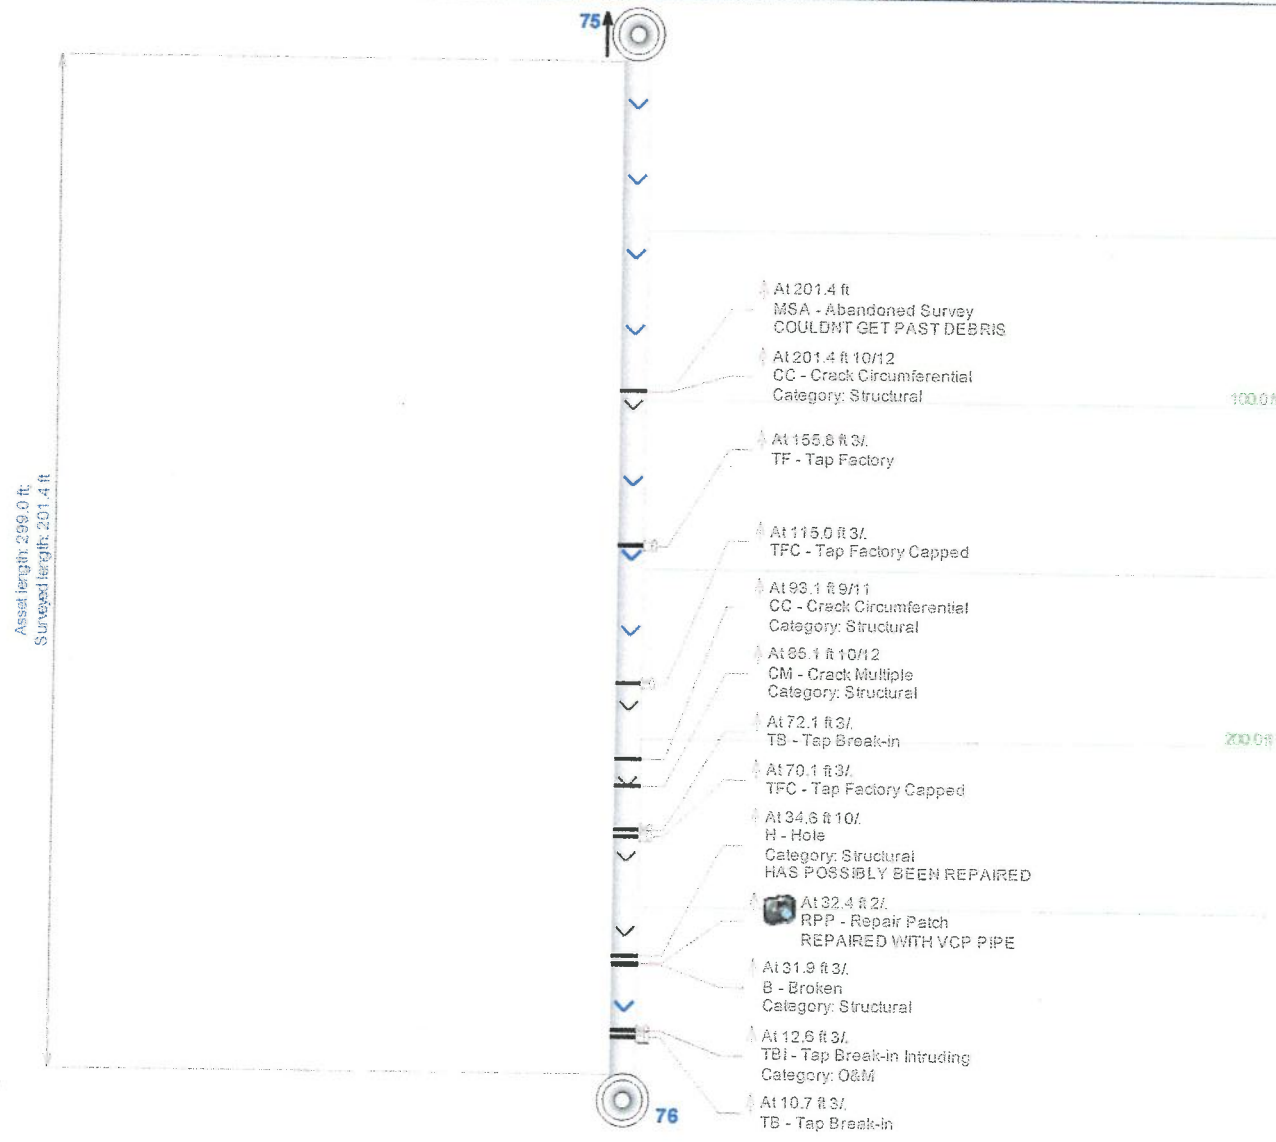 75
At 201.4 ft
MSA - Abandoned Survey
COULDNT GET PAST DEBRIS
At 201.4 ft 10/12
CC - Crack Circumferential
Category: Structural
100.0 ft
At 155.8 ft 3/.
TF - Tap Factory
Asset length: 299.0 ft;
Surveyed length: 201.4 ft
At 115.0 ft 3/.
TFC - Tap Factory Capped
At 93.1 ft 9/11
CC - Crack Circumferential
Category: Structural
At 85.1 ft 10/12
CM - Crack Multiple
Category: Structural
At 72.1 ft 3/.
TB - Tap Break-in
200.0 ft
At 70.1 ft 3/.
TFC - Tap Factory Capped
At 34.6 ft 10/.
H - Hole
Category: Structural
HAS POSSIBLY BEEN REPAIRED
At 32.4 ft 2/.
RPP - Repair Patch
REPAIRED WITH VCP PIPE
At 31.9 ft 3/.
B - Broken
Category: Structural
At 12.6 ft 3/.
TBI - Tap Break-in Intruding
Category: O&M
At 10.7 ft 3/.
TB - Tap Break-in
76